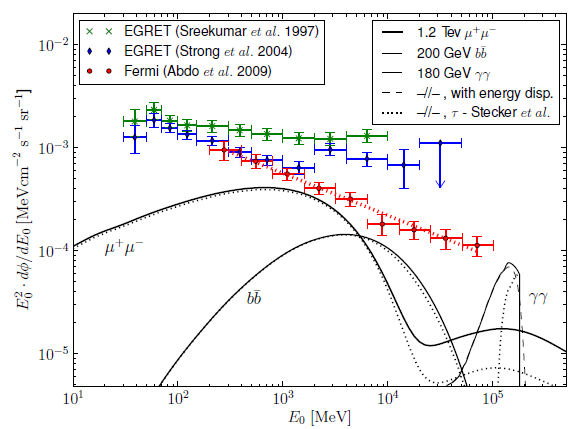 EGRET (Sreekumar et al. 1997)
EGRET (Strong et al. 2004)
Fermi (Abdo et al. 2009)
1.2 Tev μ⁺μ⁻
200 GeV bb̄
180 GeV γγ
–//– , with energy disp.
–//– , τ - Stecker et al.
10⁻²
10⁻³
10⁻⁴
10⁻⁵
E₀² · dϕ/dE₀ [MeVcm⁻² s⁻¹ sr⁻¹]
μ⁺μ⁻
bb̄
γγ
10¹ 10² 10³ 10⁴ 10⁵
E₀ [MeV]